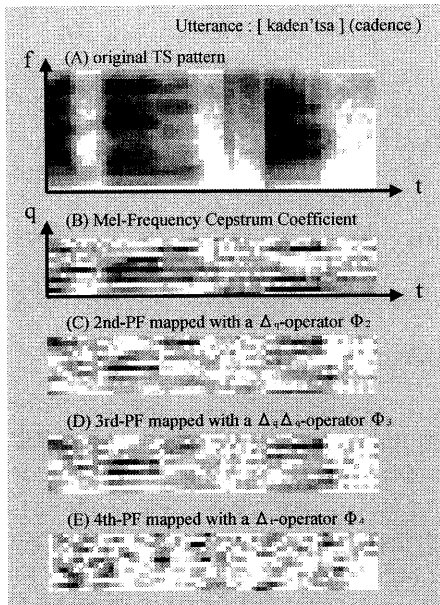 Utterance : [ kaden'tsa ] (cadence )
(A) original TS pattern
f
t
q
(B) Mel-Frequency Cepstrum Coefficient
t
(C) 2nd-PF mapped with a Δq-operator Φ2
(D) 3rd-PF mapped with a ΔqΔq-operator Φ3
(E) 4th-PF mapped with a Δt-operator Φ4